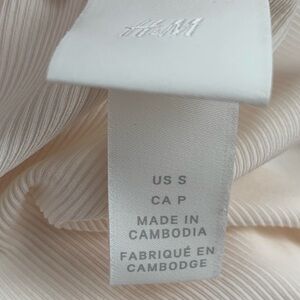 H&M
US S
CA P
MADE IN
CAMBODIA
FABRIQUÉ EN
CAMBODGE